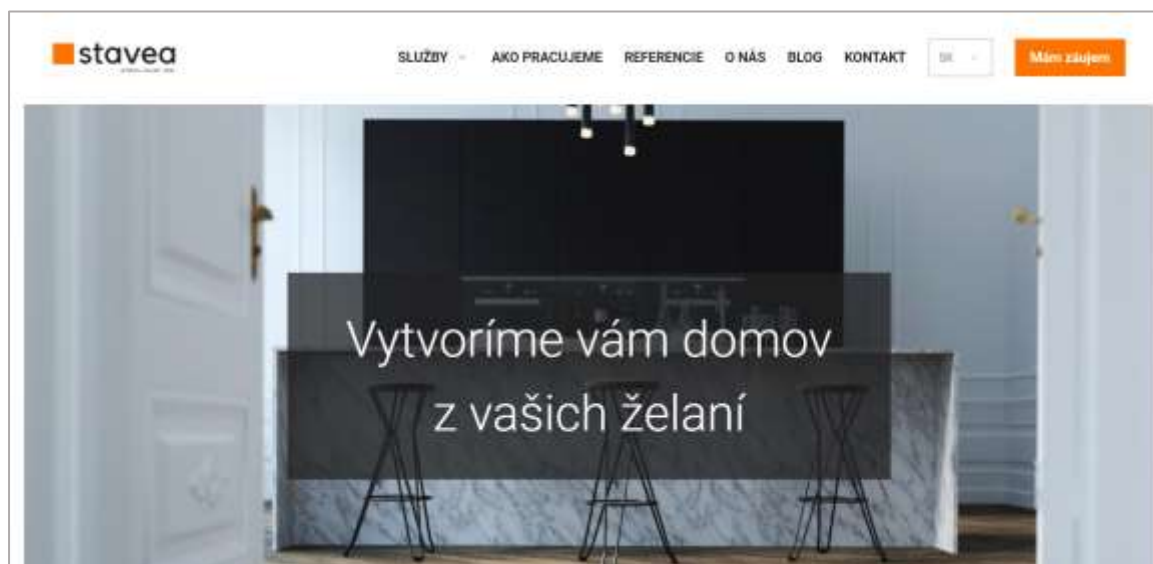 stavea
SLUŽBY AKO PRACUJEME REFERENCIE O NÁS BLOG KONTAKT SK Mám záujem
Vytvoríme vám domov
z vašich želaní